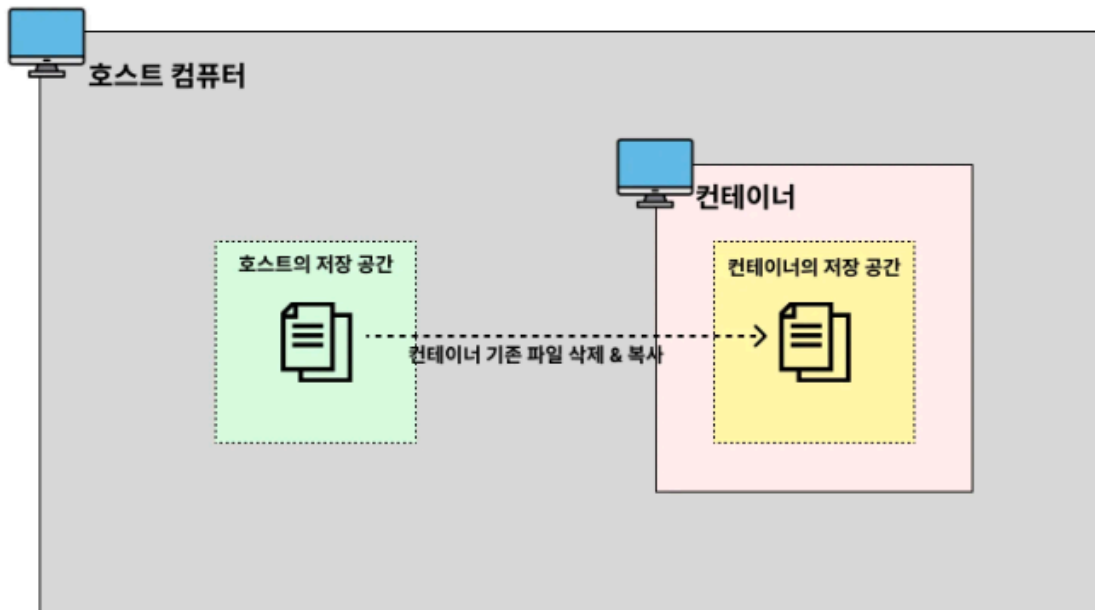 호스트 컴퓨터
컨테이너
호스트의 저장 공간
컨테이너의 저장 공간
컨테이너 기존 파일 삭제 & 복사